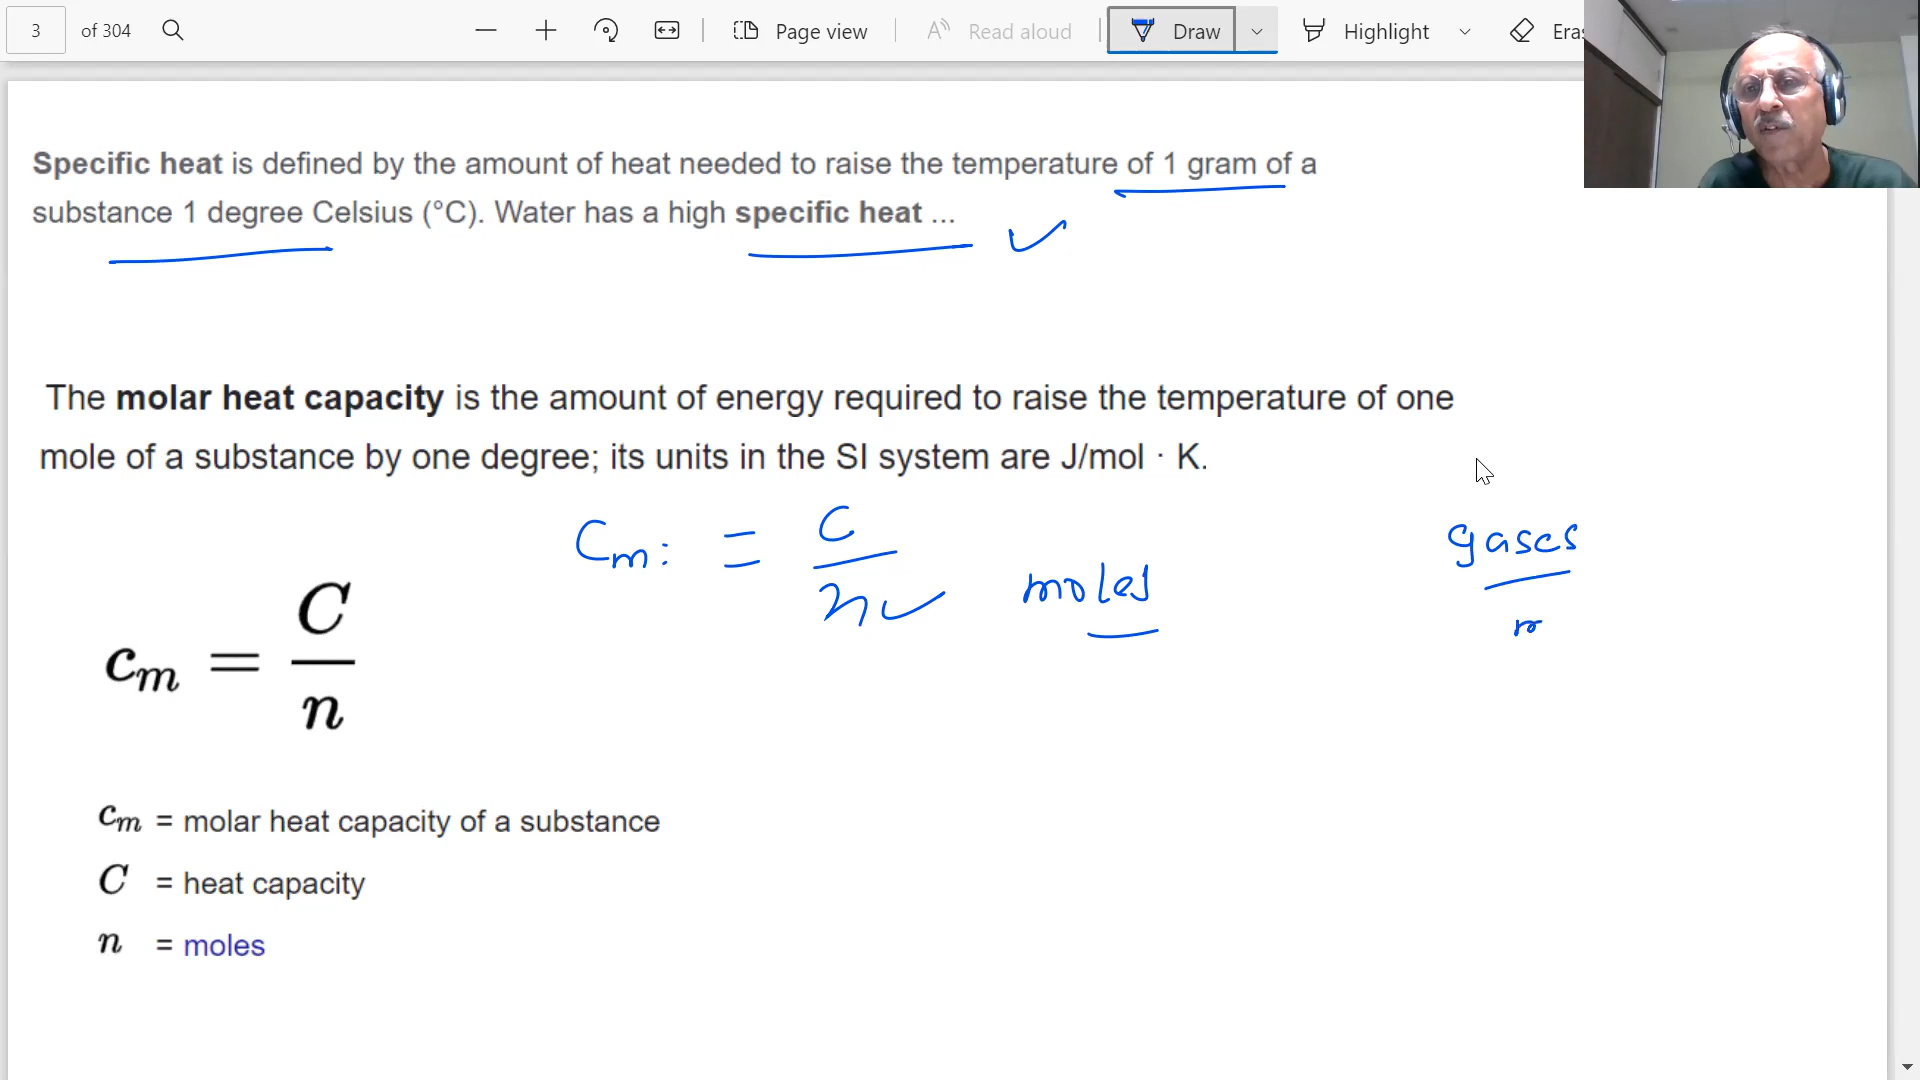 3 of 304 Page view Read aloud Draw Highlight Eras
Specific heat is defined by the amount of heat needed to raise the temperature of 1 gram of a
substance 1 degree Celsius (°C). Water has a high specific heat ...
The molar heat capacity is the amount of energy required to raise the temperature of one
mole of a substance by one degree; its units in the SI system are J/mol · K.
Cm: = C/n moles
gases
n
cm = C/n
cm = molar heat capacity of a substance
C = heat capacity
n = moles